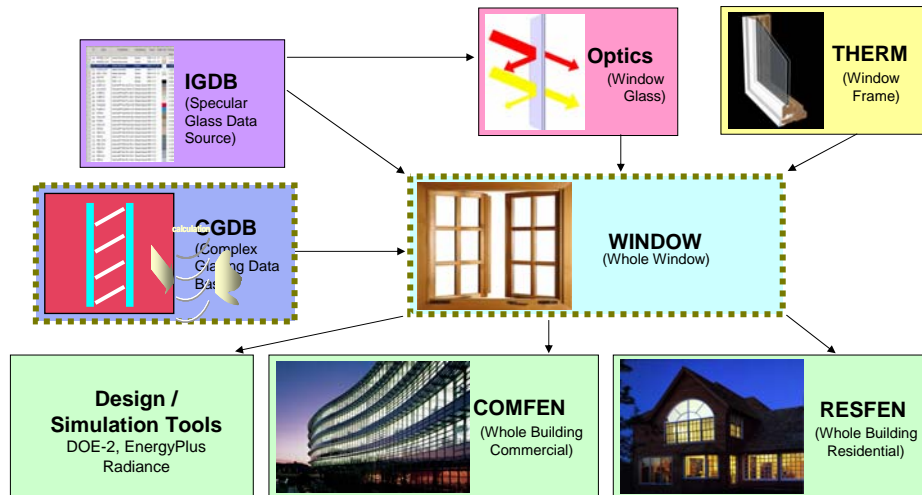 IGDB
(Specular
Glass Data
Source)
Optics
(Window
Glass)
THERM
(Window
Frame)
CGDB
(Complex
Glazing Data
Base)
calculation
WINDOW
(Whole Window)
Design /
Simulation Tools
DOE-2, EnergyPlus
Radiance
COMFEN
(Whole Building
Commercial)
RESFEN
(Whole Building
Residential)